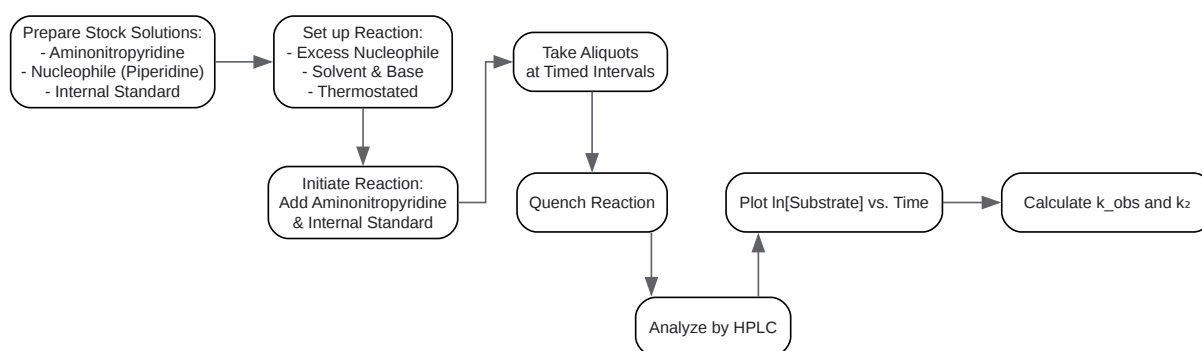 Prepare Stock Solutions:
- Aminonitropyridine
- Nucleophile (Piperidine)
- Internal Standard
Set up Reaction:
- Excess Nucleophile
- Solvent & Base
- Thermostated
Initiate Reaction:
Add Aminonitropyridine
& Internal Standard
Take Aliquots
at Timed Intervals
Quench Reaction
Analyze by HPLC
Plot ln[Substrate] vs. Time
Calculate k_obs and k₂